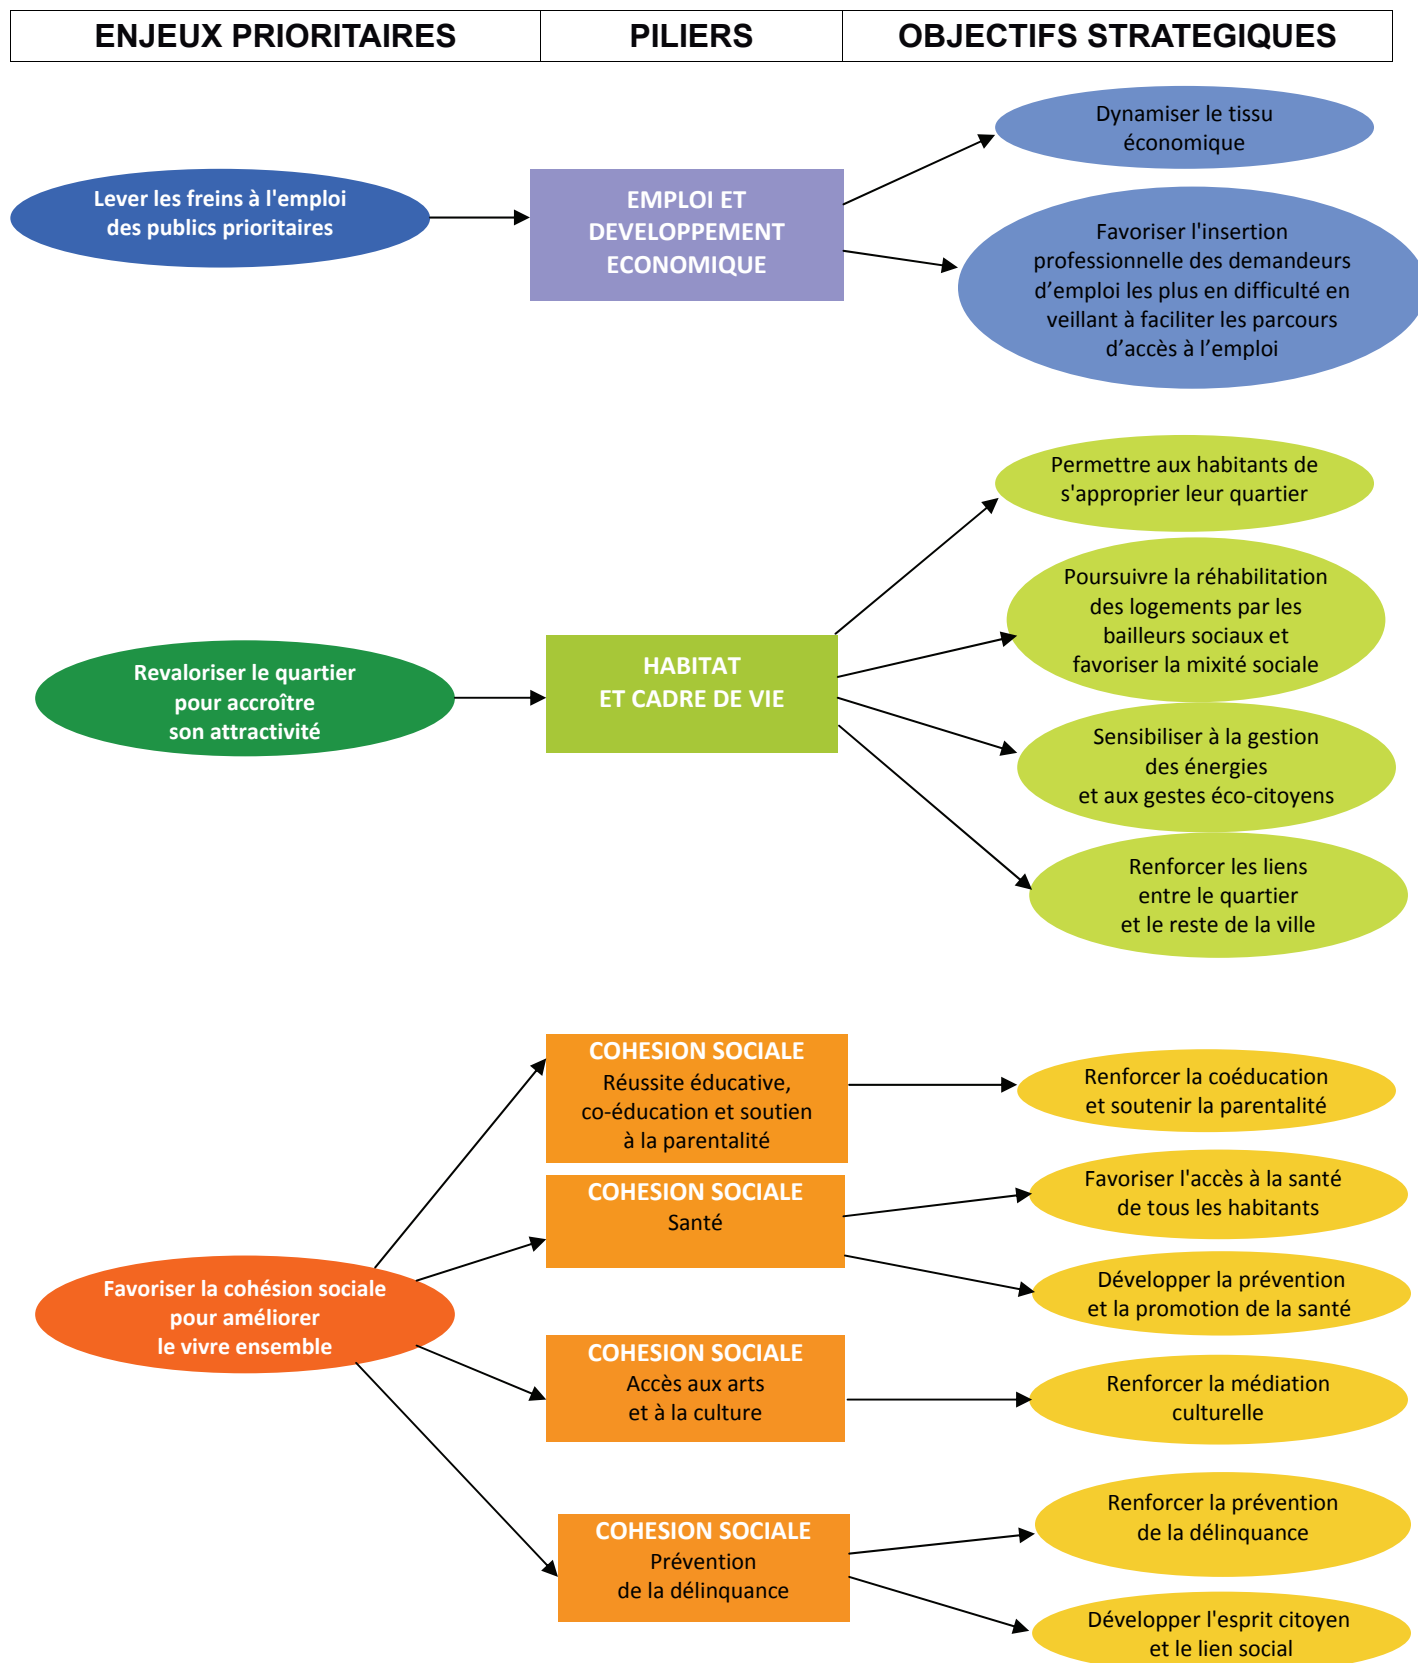 ENJEUX PRIORITAIRES
PILIERS
OBJECTIFS STRATEGIQUES
Lever les freins à l'emploi
des publics prioritaires
EMPLOI ET
DEVELOPPEMENT
ECONOMIQUE
Dynamiser le tissu
économique
Favoriser l'insertion
professionnelle des demandeurs
d’emploi les plus en difficulté en
veillant à faciliter les parcours
d’accès à l’emploi
Revaloriser le quartier
pour accroître
son attractivité
HABITAT
ET CADRE DE VIE
Permettre aux habitants de
s'approprier leur quartier
Poursuivre la réhabilitation
des logements par les
bailleurs sociaux et
favoriser la mixité sociale
Sensibiliser à la gestion
des énergies
et aux gestes éco-citoyens
Renforcer les liens
entre le quartier
et le reste de la ville
Favoriser la cohésion sociale
pour améliorer
le vivre ensemble
COHESION SOCIALE
Réussite éducative,
co-éducation et soutien
à la parentalité
Renforcer la coéducation
et soutenir la parentalité
COHESION SOCIALE
Santé
Favoriser l'accès à la santé
de tous les habitants
Développer la prévention
et la promotion de la santé
COHESION SOCIALE
Accès aux arts
et à la culture
Renforcer la médiation
culturelle
COHESION SOCIALE
Prévention
de la délinquance
Renforcer la prévention
de la délinquance
Développer l'esprit citoyen
et le lien social